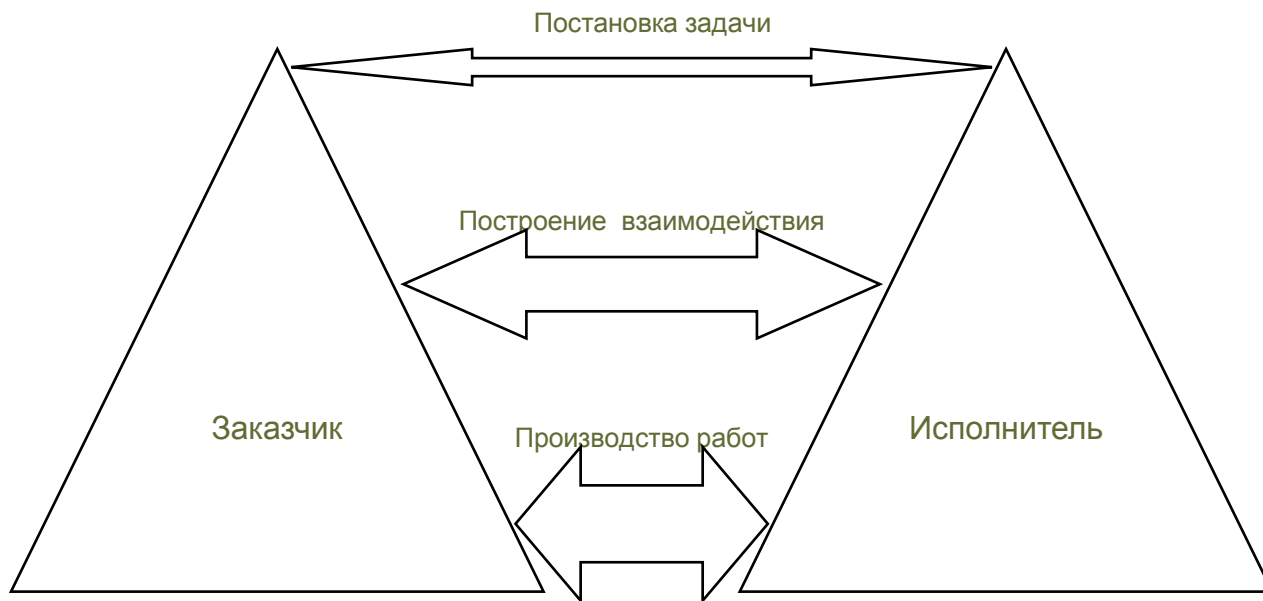 Постановка задачи
Построение  взаимодействия
Заказчик
Производство работ
Исполнитель